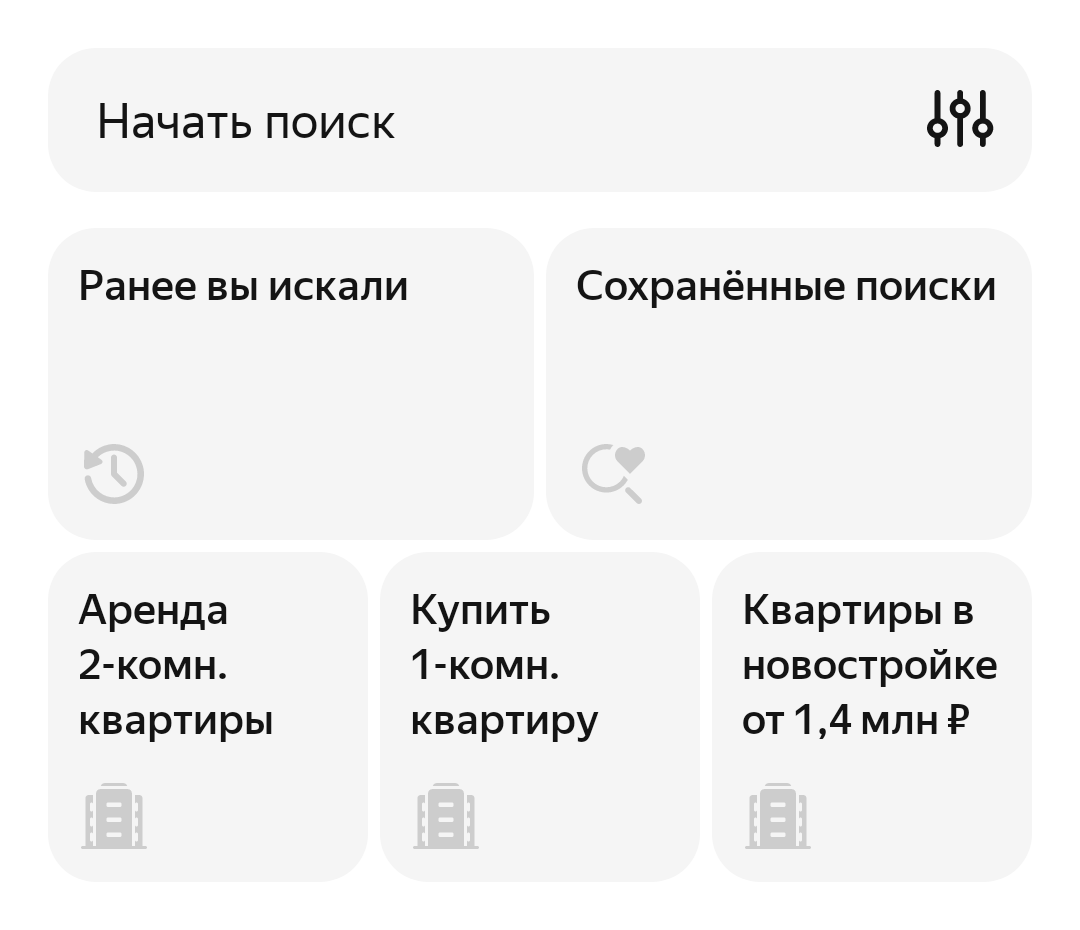 Начать поиск
Ранее вы искали
Сохранённые поиски
Аренда
2-комн.
квартиры
Купить
1-комн.
квартиру
Квартиры в
новостройке
от 1,4 млн ₽